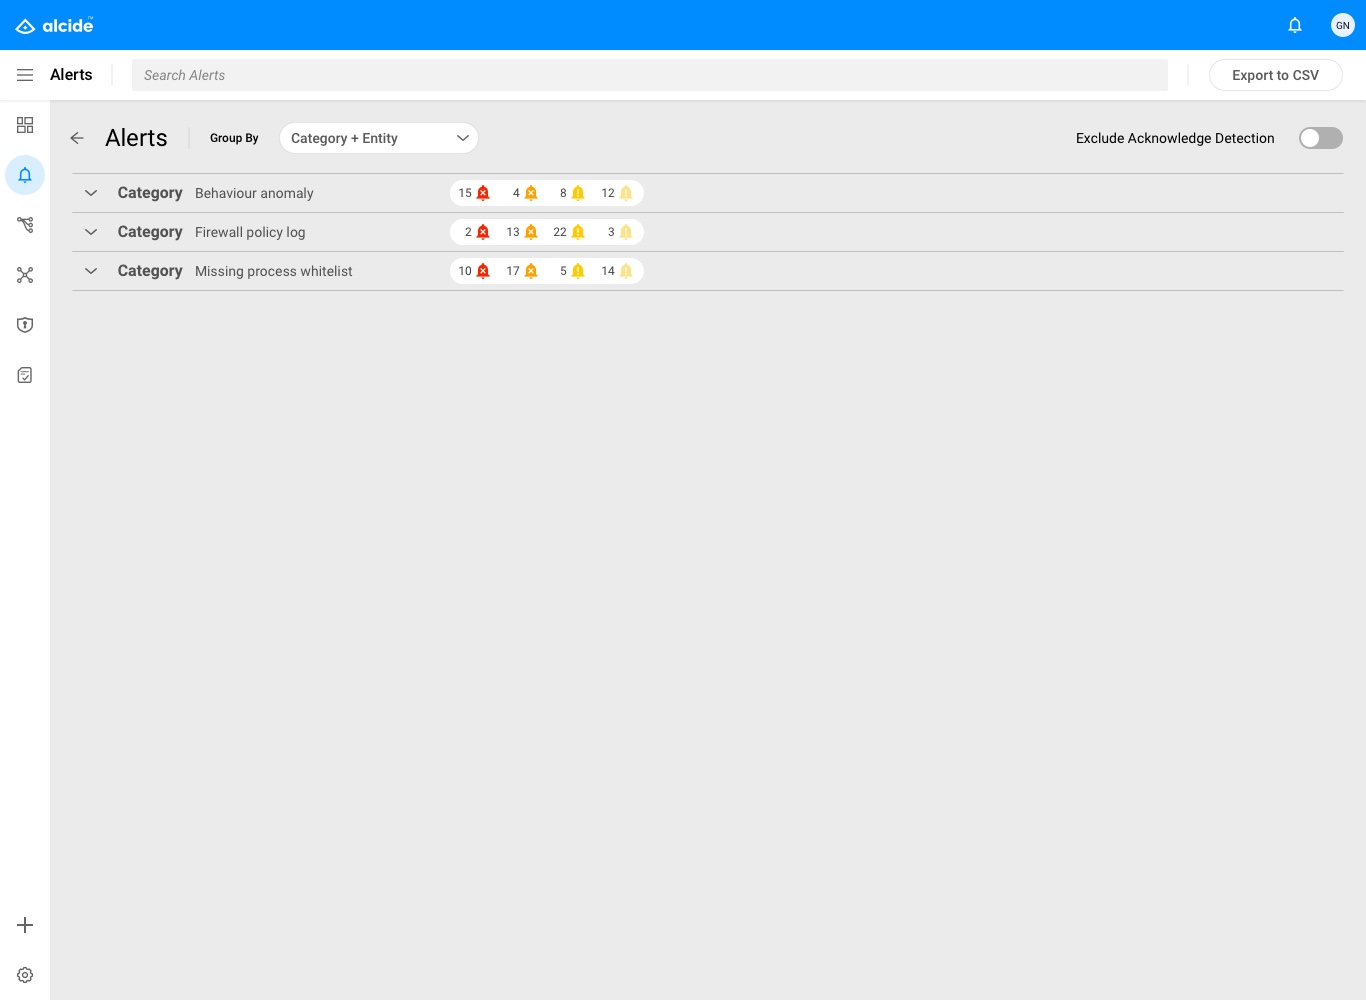 alcide™
GN
Alerts
Search Alerts
Export to CSV
Alerts
Group By
Category + Entity
Exclude Acknowledge Detection
Category Behaviour anomaly 15 4 8 12
Category Firewall policy log 2 13 22 3
Category Missing process whitelist 10 17 5 14